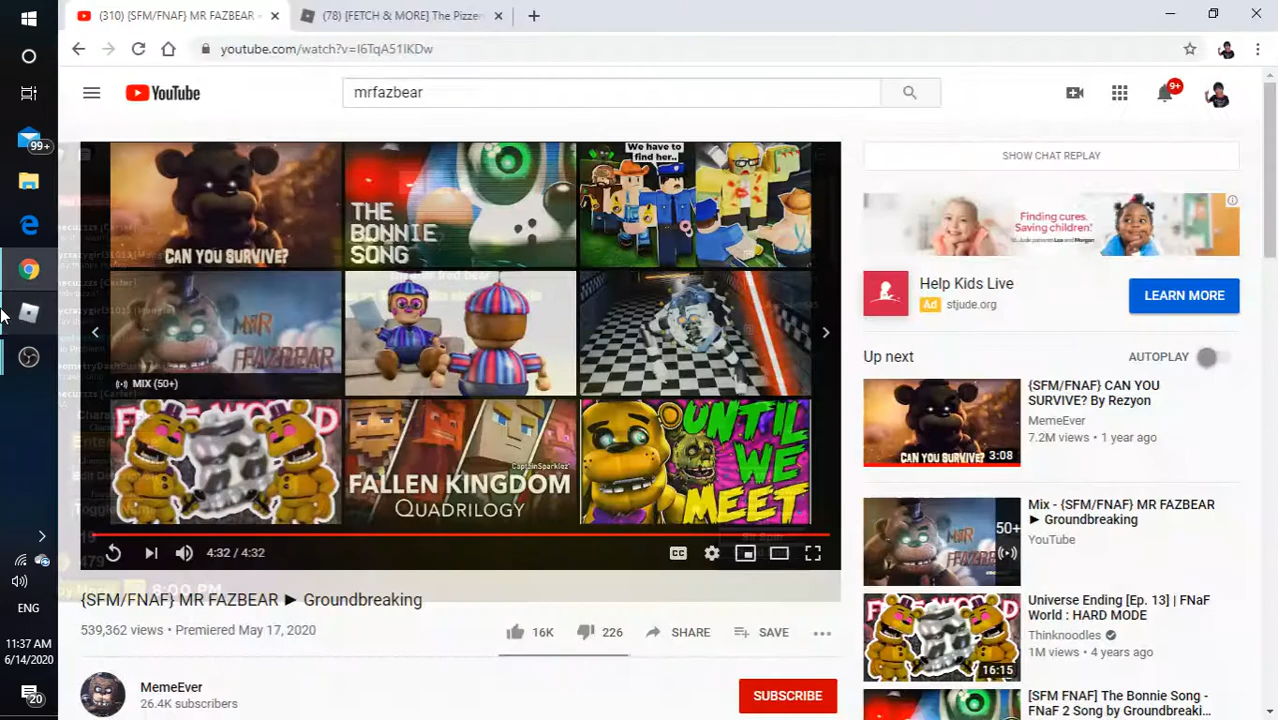 (310) {SFM/FNAF} MR FAZBEAR
(78) [FETCH & MORE] The Pizzer
youtube.com/watch?v=I6TqA51IKDw
YouTube
mrfazbear
9+
99+
SHOW CHAT REPLAY
CAN YOU SURVIVE?
THE
BONNIE
SONG
We have to
find her..
Finding cures.
Saving children.
Help Kids Live
Ad stjude.org
LEARN MORE
MR
FAZBEAR
MIX (50+)
Up next
AUTOPLAY
CAN YOU SURVIVE?
3:08
{SFM/FNAF} CAN YOU
SURVIVE? By Rezyon
MemeEver
7.2M views • 1 year ago
CaptainSparklez'
FALLEN KINGDOM
QUADRILOGY
UNTIL
WE
MEET
50+
Mix - {SFM/FNAF} MR FAZBEAR
► Groundbreaking
YouTube
4:32 / 4:32
CC
8:00 PM
{SFM/FNAF} MR FAZBEAR ► Groundbreaking
539,362 views • Premiered May 17, 2020
16K
226
SHARE
SAVE
16:15
Universe Ending [Ep. 13] | FNaF
World : HARD MODE
Thinknoodles
1M views • 4 years ago
MemeEver
26.4K subscribers
SUBSCRIBE
[SFM FNAF] The Bonnie Song -
FNaF 2 Song by Groundbreaki...
ENG
11:37 AM
6/14/2020
20